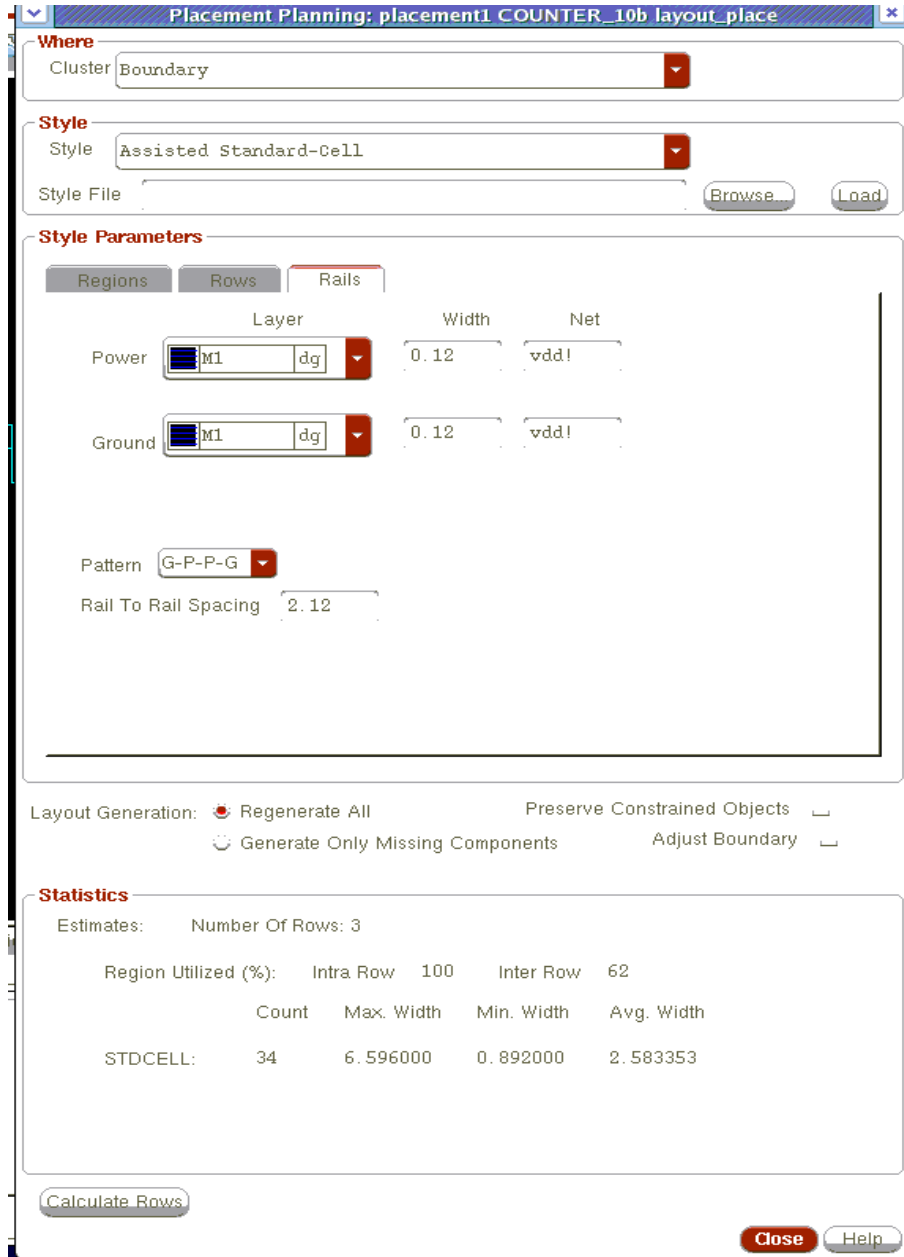 Placement Planning: placement1 COUNTER_10b layout_place
Where
Cluster Boundary
Style
Style Assisted Standard-Cell
Style File Browse... Load
Style Parameters
Regions Rows Rails
Layer Width Net
Power M1 dg 0.12 vdd!
Ground M1 dg 0.12 vdd!
Pattern G-P-P-G
Rail To Rail Spacing 2.12
Layout Generation: Regenerate All Preserve Constrained Objects
Generate Only Missing Components Adjust Boundary
Statistics
Estimates: Number Of Rows: 3
Region Utilized (%): Intra Row 100 Inter Row 62
Count Max. Width Min. Width Avg. Width
STDCELL: 34 6.596000 0.892000 2.583353
Calculate Rows
Close Help